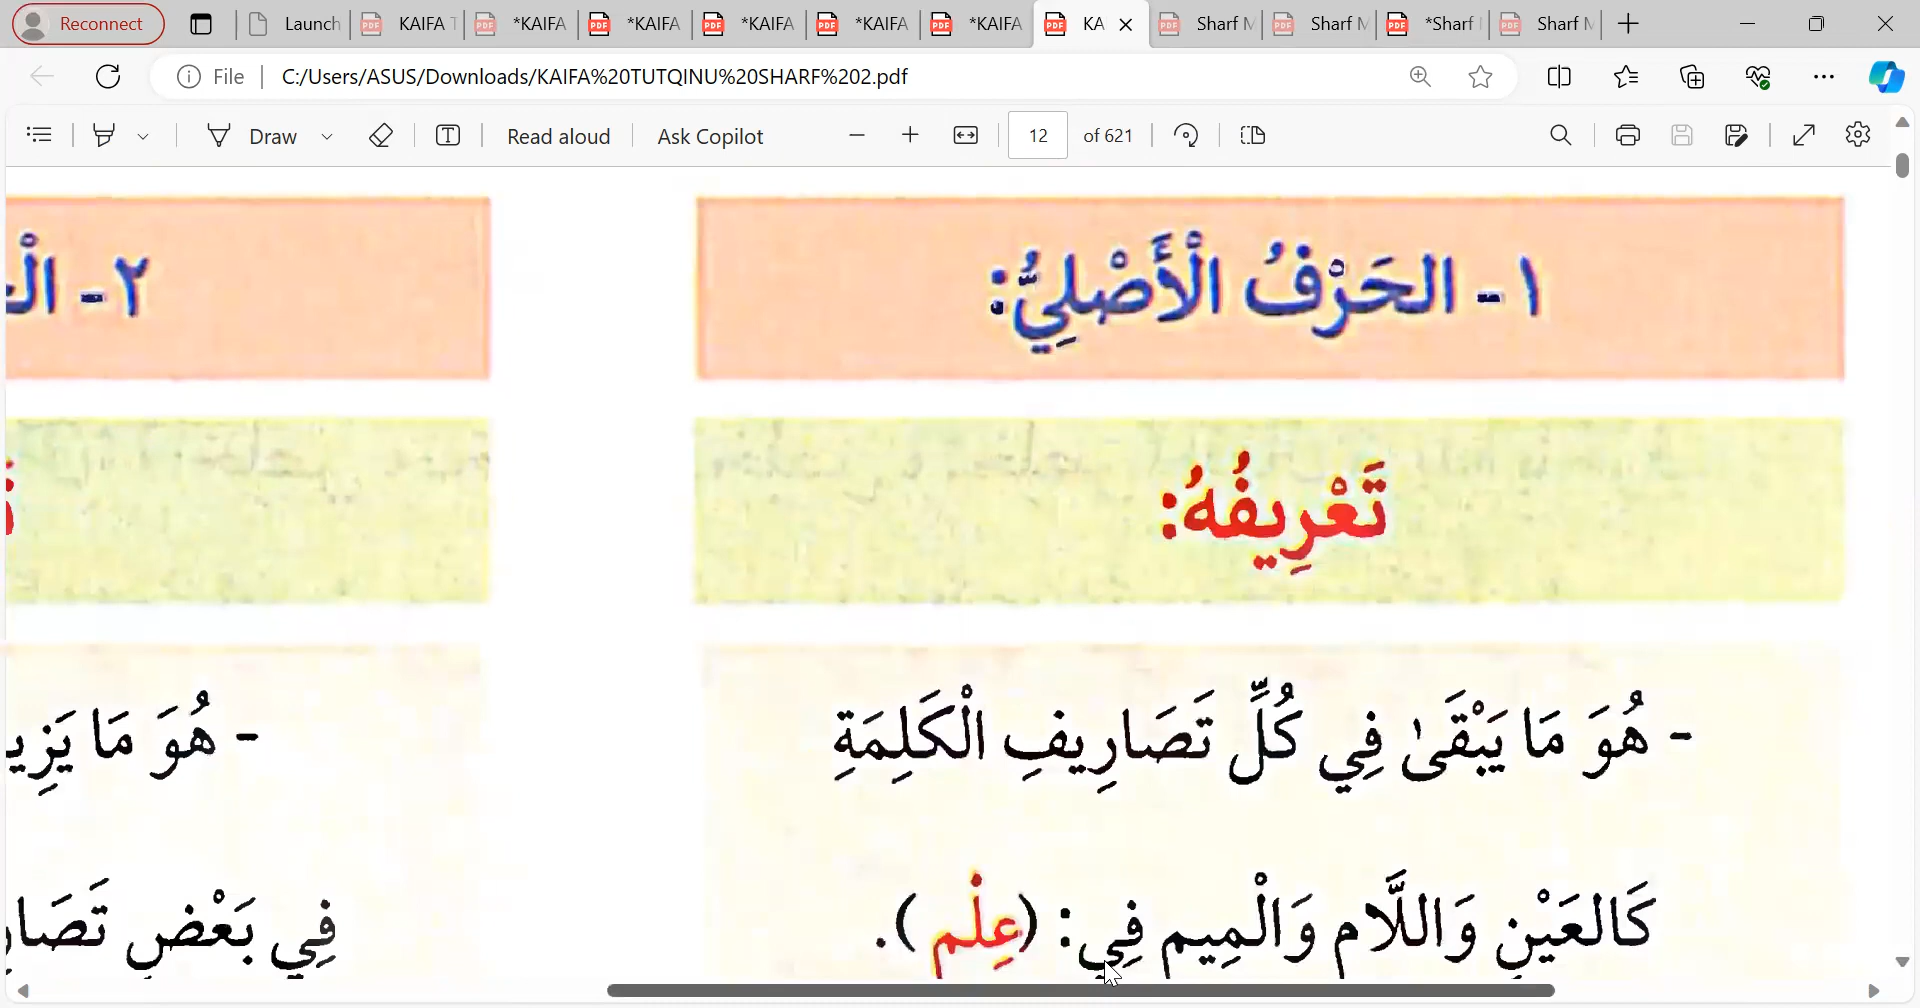 Reconnect
Launch
KAIFA T
*KAIFA
*KAIFA
*KAIFA
*KAIFA
*KAIFA
KA
Sharf M
Sharf M
*Sharf
Sharf M
File
C:/Users/ASUS/Downloads/KAIFA%20TUTQINU%20SHARF%202.pdf
Draw
Read aloud
Ask Copilot
12
of 621
١ - الحَرْفُ الْأَصْلِيُّ:
٢ -
تَعْرِيفُهُ:
- هُوَ مَا يَبْقَىٰ فِي كُلِّ تَصَارِيفِ الْكَلِمَةِ
- هُوَ مَا
كَالعَيْنِ وَاللَّام وَالْمِيم فِي: (عِلْم).
فِي بَعْضِ